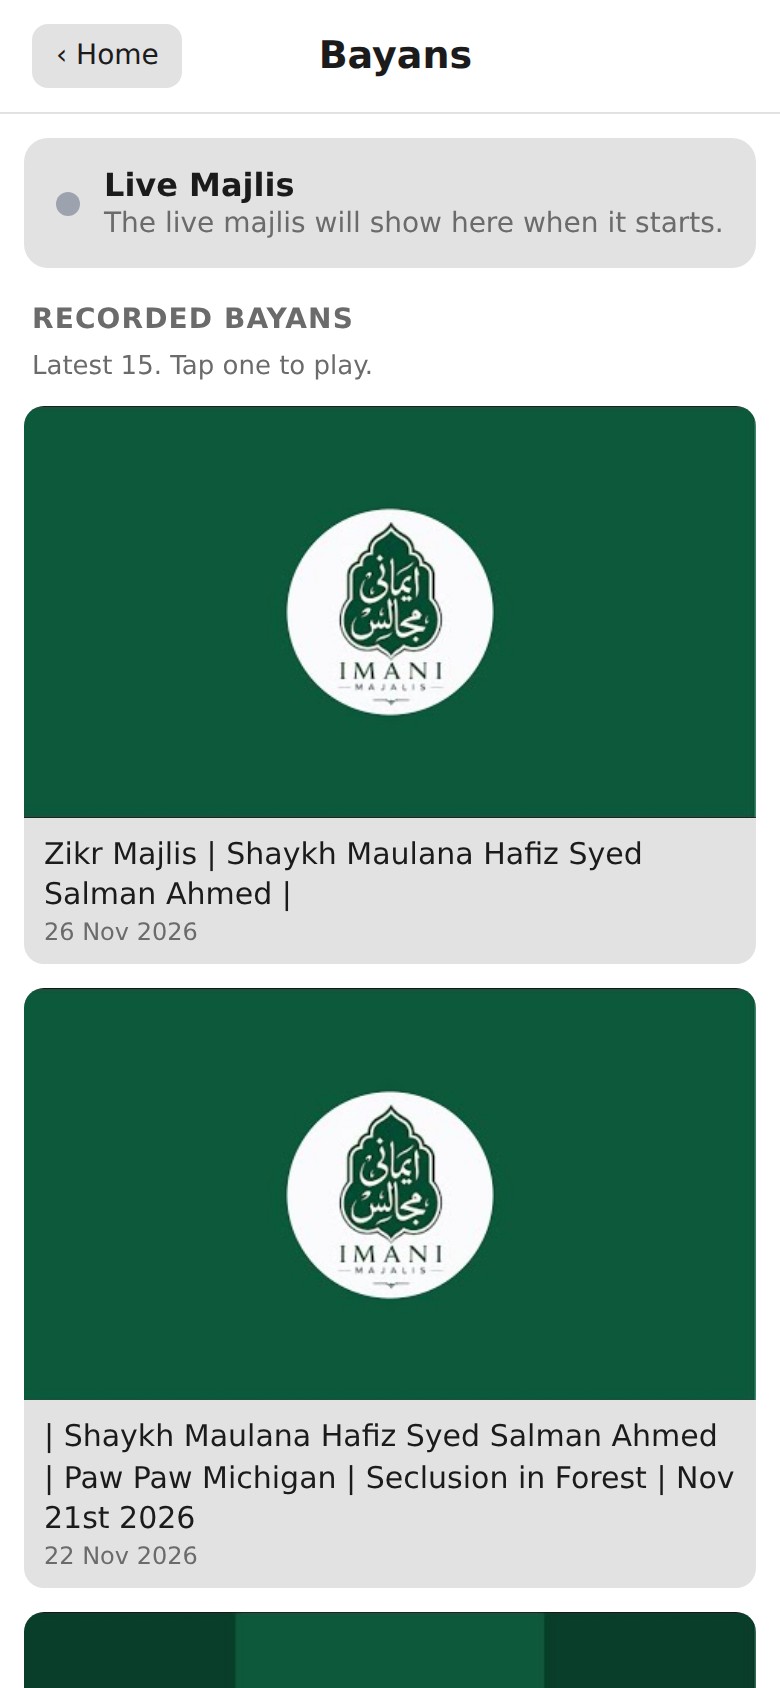 ‹ Home
Bayans
Live Majlis
The live majlis will show here when it starts.
RECORDED BAYANS
Latest 15. Tap one to play.
ایمانی
مجالس
IMANI
MAJALIS
Zikr Majlis | Shaykh Maulana Hafiz Syed
Salman Ahmed |
26 Nov 2026
ایمانی
مجالس
IMANI
MAJALIS
| Shaykh Maulana Hafiz Syed Salman Ahmed
| Paw Paw Michigan | Seclusion in Forest | Nov
21st 2026
22 Nov 2026